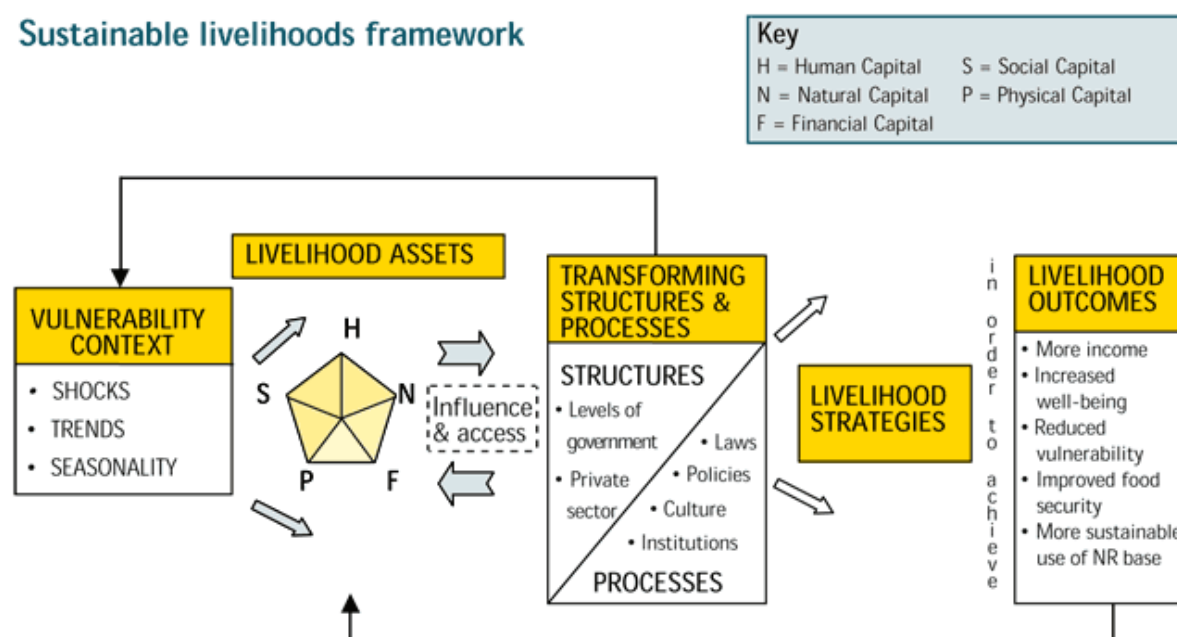 Sustainable livelihoods framework
Key
H = Human Capital S = Social Capital
N = Natural Capital P = Physical Capital
F = Financial Capital
LIVELIHOOD ASSETS
VULNERABILITY
CONTEXT
• SHOCKS
• TRENDS
• SEASONALITY
H
S
N
P
F
Influence
& access
TRANSFORMING
STRUCTURES &
PROCESSES
STRUCTURES
• Levels of
government
• Private
sector
• Laws
• Policies
• Culture
• Institutions
PROCESSES
LIVELIHOOD
STRATEGIES
in order to achieve
LIVELIHOOD
OUTCOMES
• More income
• Increased
well-being
• Reduced
vulnerability
• Improved food
security
• More sustainable
use of NR base